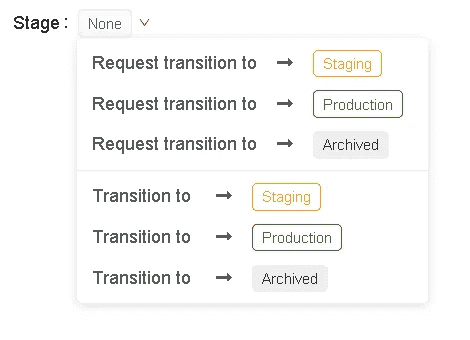 Stage : None
Request transition to → Staging
Request transition to → Production
Request transition to → Archived
Transition to → Staging
Transition to → Production
Transition to → Archived